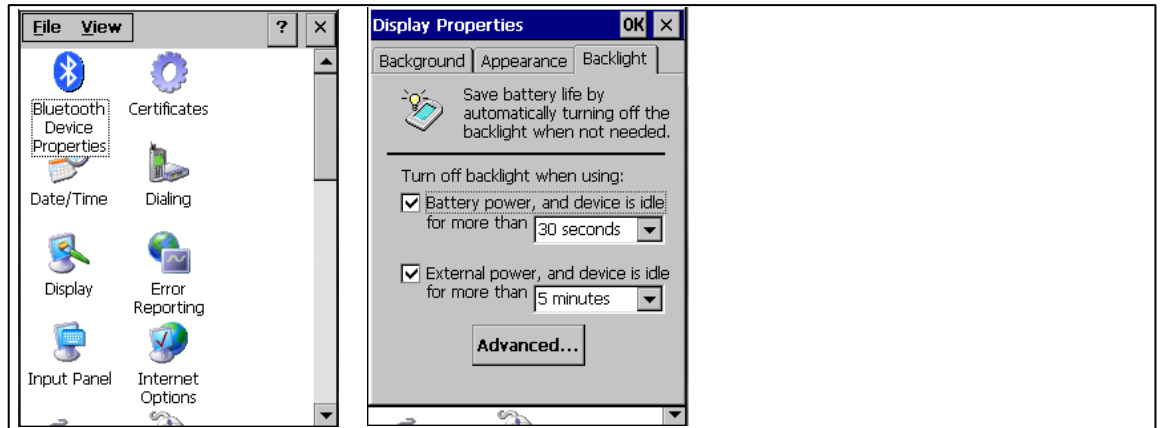 File View ? ×
Bluetooth
Device
Properties
Certificates
Date/Time
Dialing
Display
Error
Reporting
Input Panel
Internet
Options
Display Properties OK ×
Background Appearance Backlight
Save battery life by
automatically turning off the
backlight when not needed.
Turn off backlight when using:
Battery power, and device is idle
for more than 30 seconds
External power, and device is idle
for more than 5 minutes
Advanced...